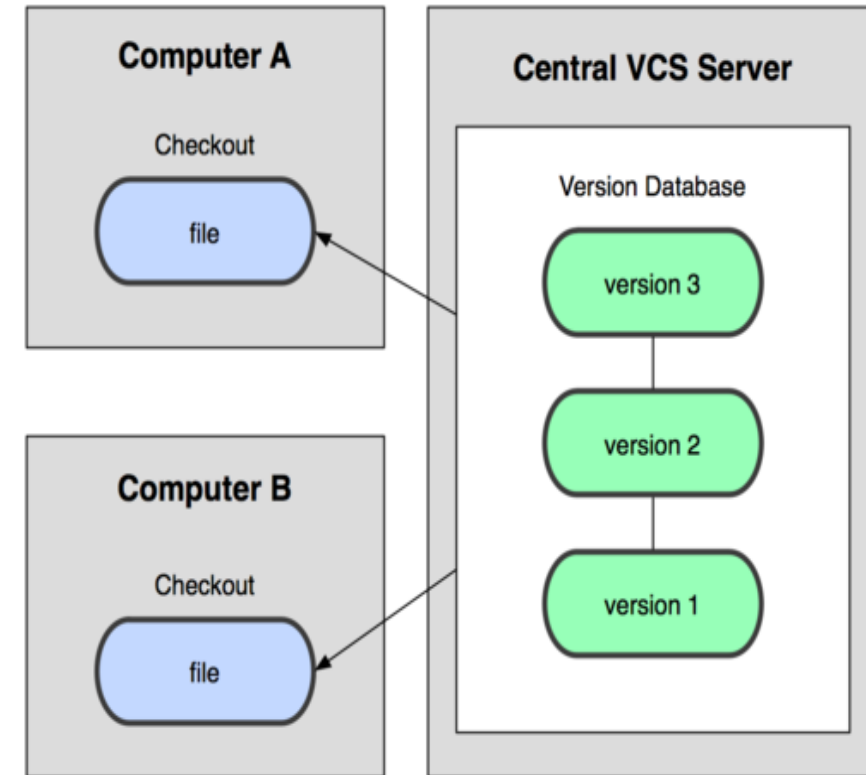 Computer A
Checkout
file
Computer B
Checkout
file
Central VCS Server
Version Database
version 3
version 2
version 1